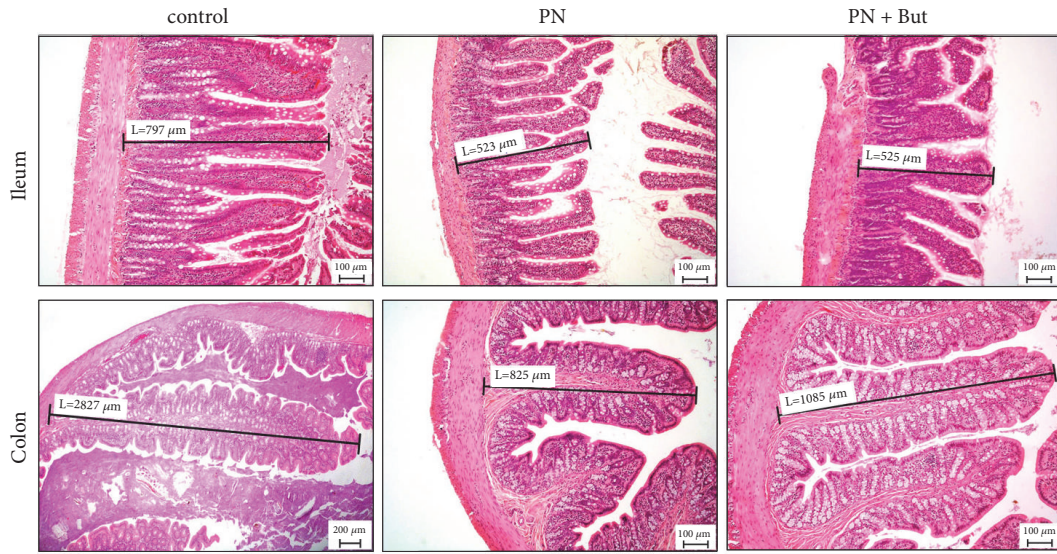 control
PN
PN + But
Ileum
L=797 μm
100 μm
L=523 μm
100 μm
L=525 μm
100 μm
Colon
L=2827 μm
200 μm
L=825 μm
100 μm
L=1085 μm
100 μm